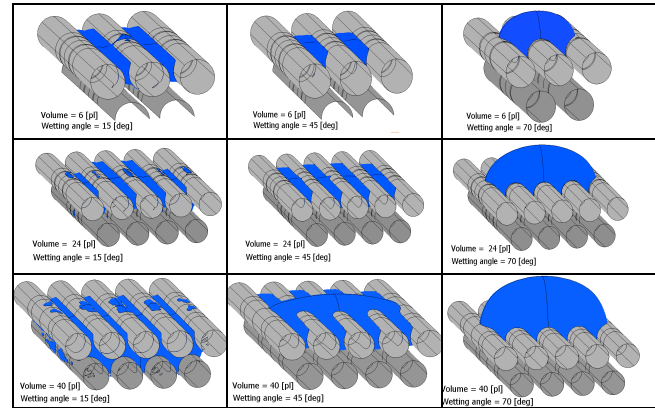 Volume = 6 [pl]
Wetting angle = 15 [deg]
Volume = 6 [pl]
Wetting angle = 45 [deg]
Volume = 6 [pl]
Wetting angle = 70 [deg]
Volume = 24 [pl]
Wetting angle = 15 [deg]
Volume = 24 [pl]
Wetting angle = 45 [deg]
Volume = 24 [pl]
Wetting angle = 70 [deg]
Volume = 40 [pl]
Wetting angle = 15 [deg]
Volume = 40 [pl]
Wetting angle = 45 [deg]
Volume = 40 [pl]
Wetting angle = 70 [deg]